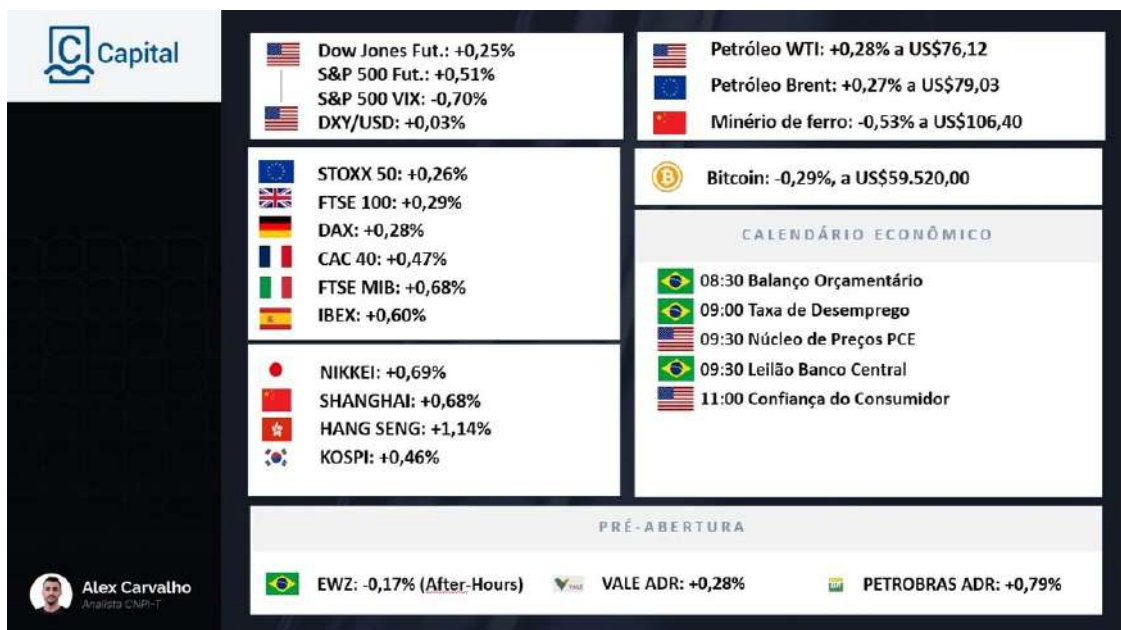 C Capital
Dow Jones Fut.: +0,25%
S&P 500 Fut.: +0,51%
S&P 500 VIX: -0,70%
DXY/USD: +0,03%
STOXX 50: +0,26%
FTSE 100: +0,29%
DAX: +0,28%
CAC 40: +0,47%
FTSE MIB: +0,68%
IBEX: +0,60%
NIKKEI: +0,69%
SHANGHAI: +0,68%
HANG SENG: +1,14%
KOSPI: +0,46%
Petróleo WTI: +0,28% a US$76,12
Petróleo Brent: +0,27% a US$79,03
Minério de ferro: -0,53% a US$106,40
Bitcoin: -0,29%, a US$59.520,00
CALENDÁRIO ECONÔMICO
08:30 Balanço Orçamentário
09:00 Taxa de Desemprego
09:30 Núcleo de Preços PCE
09:30 Leilão Banco Central
11:00 Confiança do Consumidor
PRÉ-ABERTURA
EWZ: -0,17% (After-Hours)
VALE
VALE ADR: +0,28%
BR
PETROBRAS ADR: +0,79%
Alex Carvalho
Analista CNPI-T